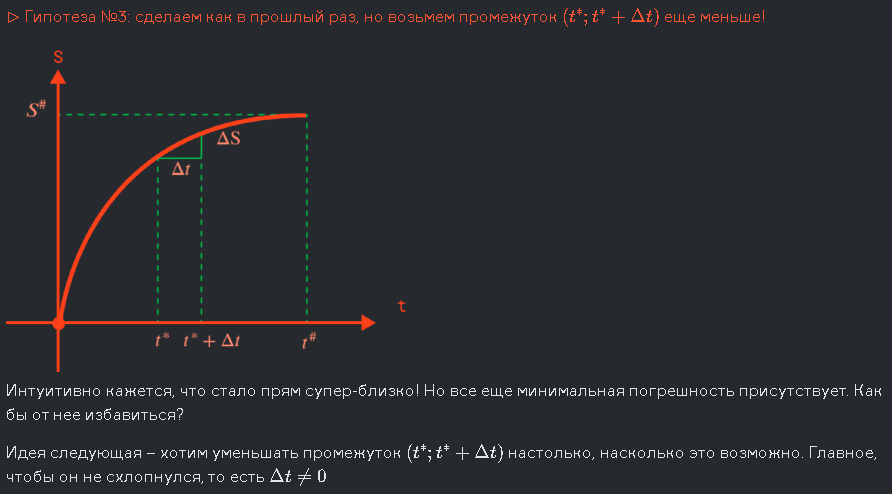 ▷ Гипотеза №3: сделаем как в прошлый раз, но возьмем промежуток (t*; t* + Δt) еще меньше!
S
S#
ΔS
Δt
t
t* t* + Δt t#
Интуитивно кажется, что стало прям супер-близко! Но все еще минимальная погрешность присутствует. Как
бы от нее избавиться?
Идея следующая – хотим уменьшать промежуток (t*; t* + Δt) настолько, насколько это возможно. Главное,
чтобы он не схлопнулся, то есть Δt ≠ 0